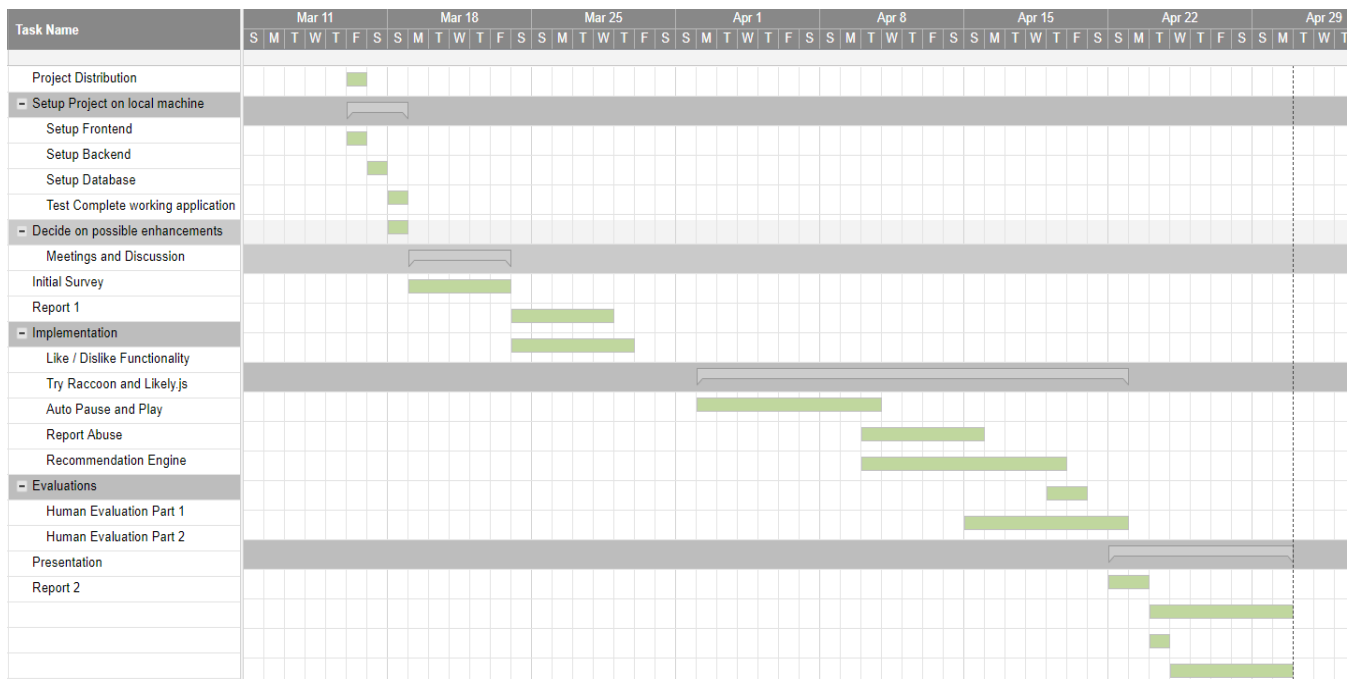 Task Name
Mar 11 Mar 18 Mar 25 Apr 1 Apr 8 Apr 15 Apr 22 Apr 29
S M T W T F S S M T W T F S S M T W T F S S M T W T F S S M T W T F S S M T W T F S S M T W T F S S M T W T
Project Distribution
Setup Project on local machine
Setup Frontend
Setup Backend
Setup Database
Test Complete working application
Decide on possible enhancements
Meetings and Discussion
Initial Survey
Report 1
Implementation
Like / Dislike Functionality
Try Raccoon and Likely.js
Auto Pause and Play
Report Abuse
Recommendation Engine
Evaluations
Human Evaluation Part 1
Human Evaluation Part 2
Presentation
Report 2